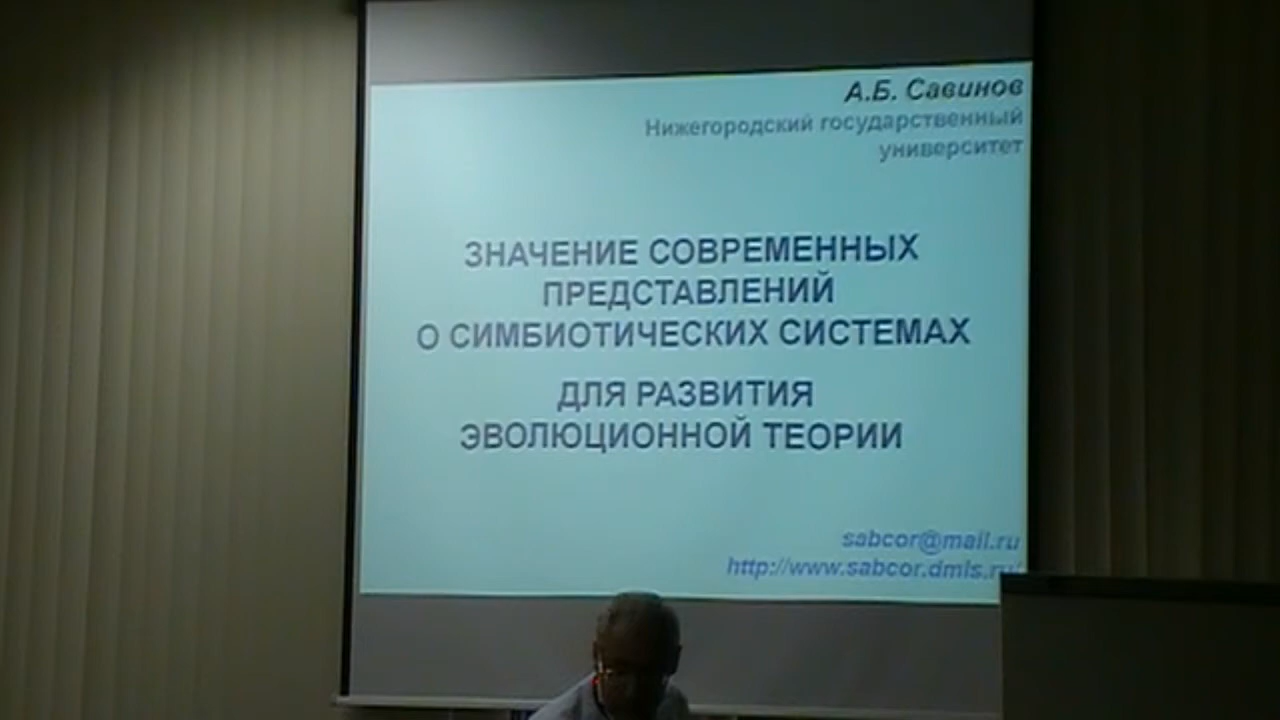 А.Б. Савинов
Нижегородский государственный
университет
ЗНАЧЕНИЕ СОВРЕМЕННЫХ
ПРЕДСТАВЛЕНИЙ
О СИМБИОТИЧЕСКИХ СИСТЕМАХ
ДЛЯ РАЗВИТИЯ
ЭВОЛЮЦИОННОЙ ТЕОРИИ
sabcor@mail.ru
http://www.sabcor.dmls.ru/